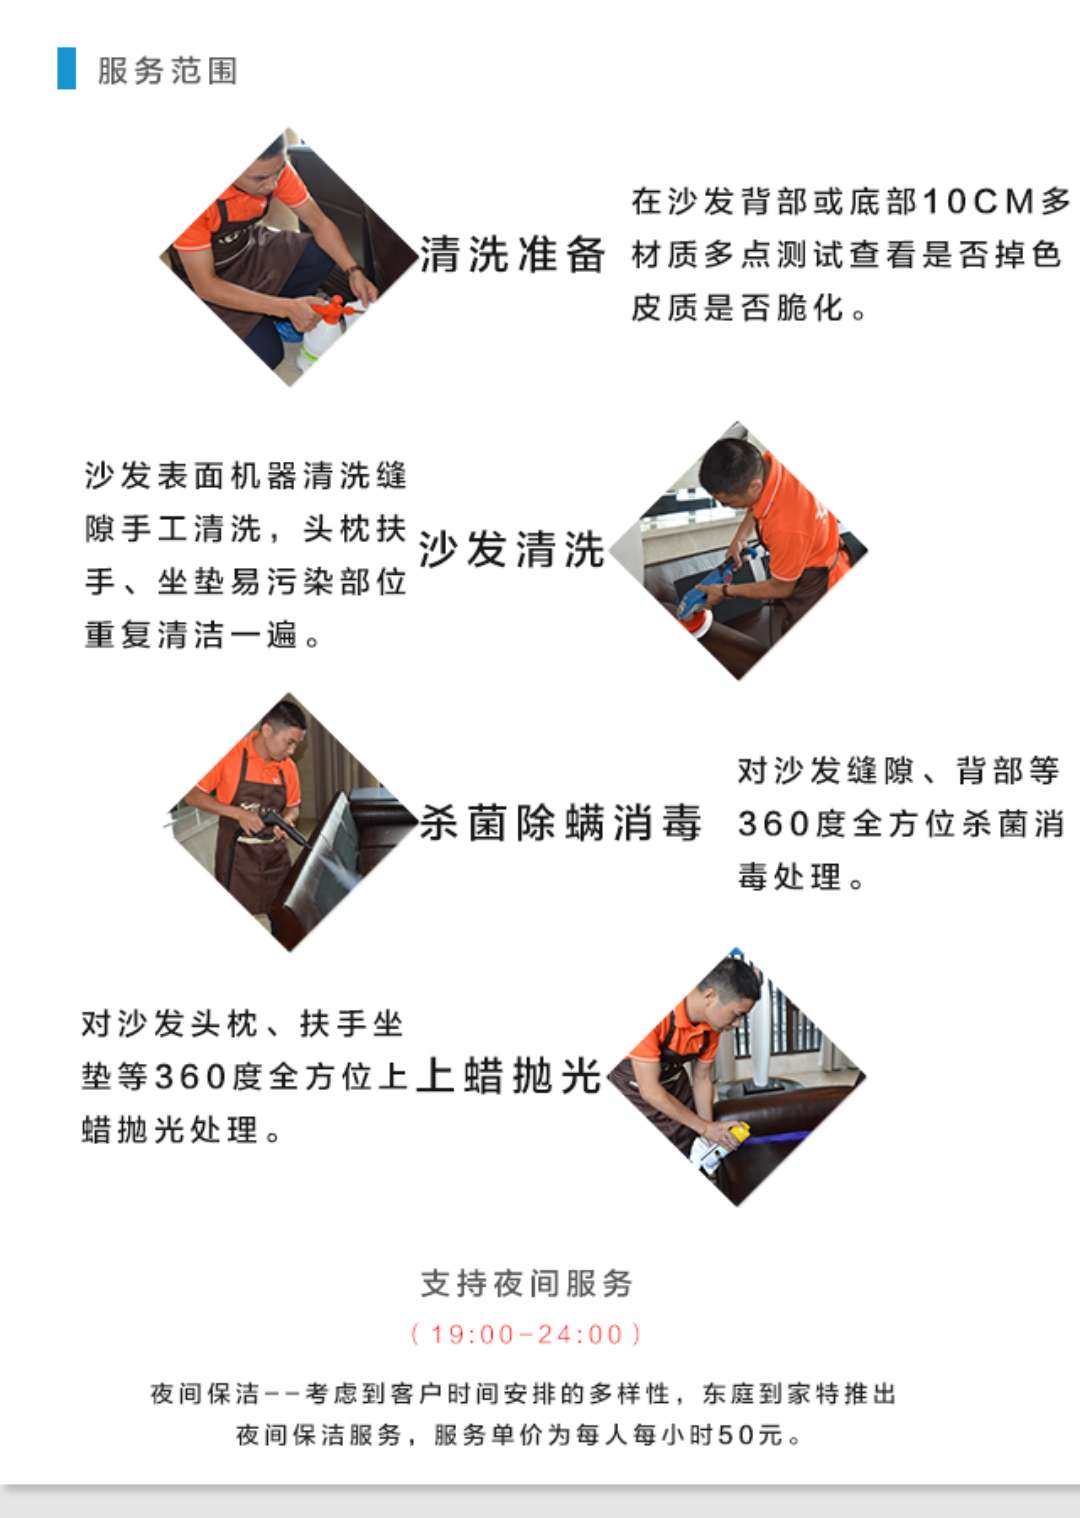 服务范围
清洗准备
在沙发背部或底部10CM多
材质多点测试查看是否掉色
皮质是否脆化。
沙发表面机器清洗缝
隙手工清洗，头枕扶
手、坐垫易污染部位
重复清洁一遍。
沙发清洗
杀菌除螨消毒
对沙发缝隙、背部等
360度全方位杀菌消
毒处理。
对沙发头枕、扶手坐
垫等360度全方位上
蜡抛光处理。
上蜡抛光
支持夜间服务
（19:00-24:00）
夜间保洁--考虑到客户时间安排的多样性，东庭到家特推出
夜间保洁服务，服务单价为每人每小时50元。